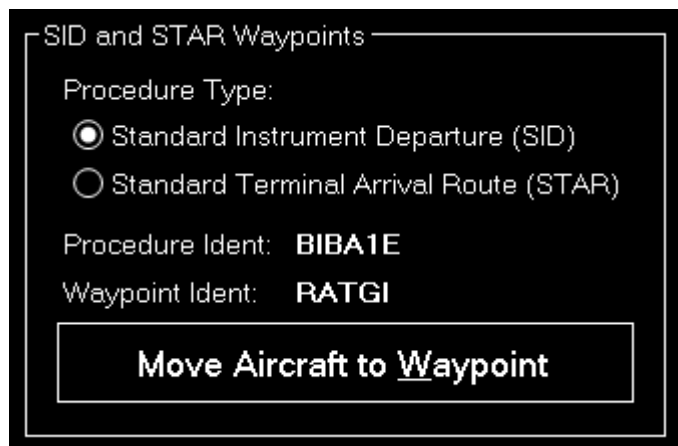 SID and STAR Waypoints
Procedure Type:
Standard Instrument Departure (SID)
Standard Terminal Arrival Route (STAR)
Procedure Ident: BIBA1E
Waypoint Ident: RATGI
Move Aircraft to Waypoint